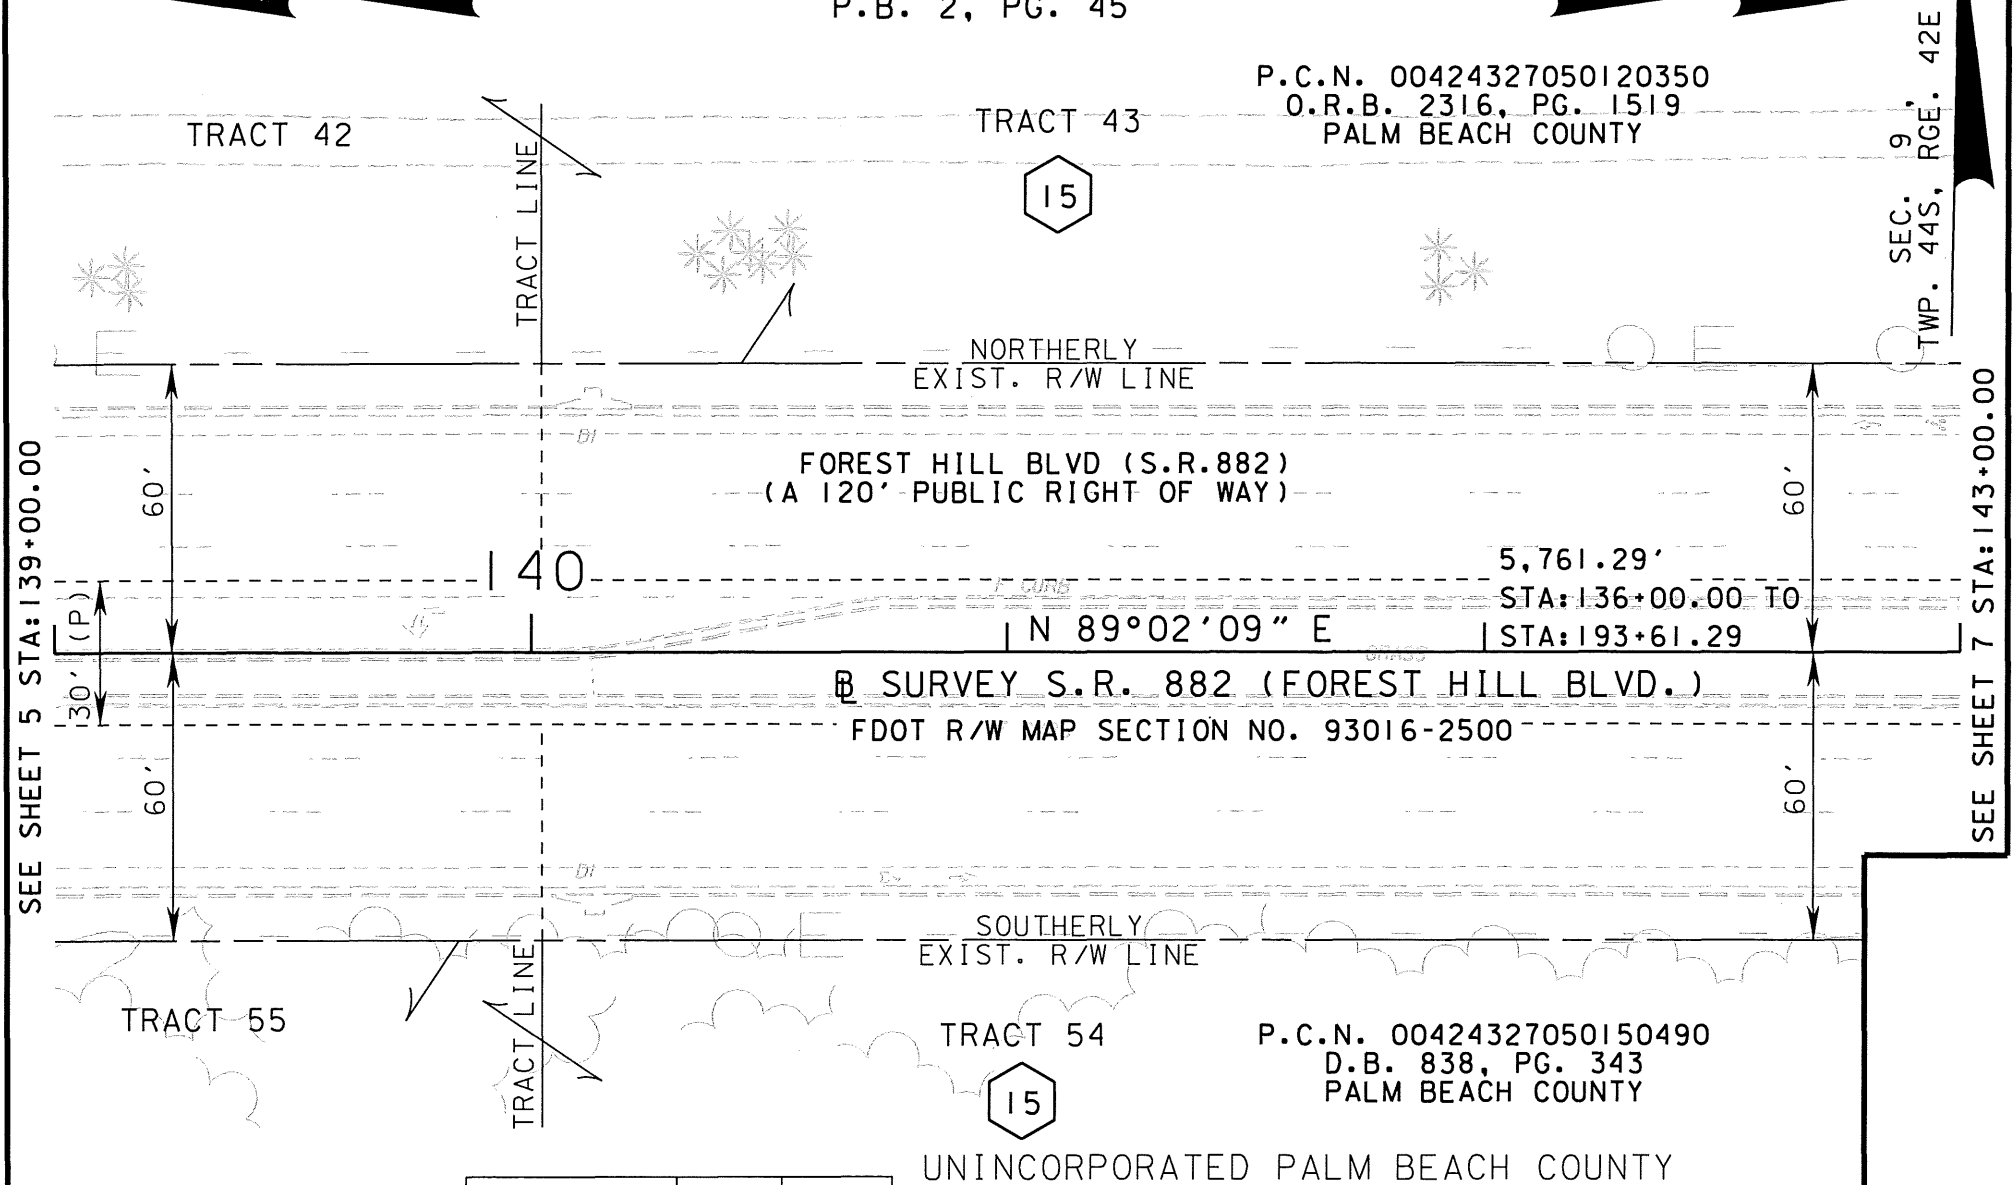 P.B. 2, PG. 45
P.C.N. 00424327050120350
O.R.B. 2316, PG. 1519
PALM BEACH COUNTY
TRACT 42
TRACT 43
15
TRACT LINE
SEC. 9,
TWP. 44S, RGE. 42E
E
O E O
NORTHERLY
EXIST. R/W LINE
BI
FOREST HILL BLVD (S.R.882)
(A 120' PUBLIC RIGHT OF WAY)
60'
60'
SEE SHEET 5 STA:139+00.00
SEE SHEET 7 STA:143+00.00
140
30' (P)
F CURB
5,761.29'
STA:136+00.00 TO
STA:193+61.29
N 89°02'09" E
GRASS
BL SURVEY S.R. 882 (FOREST HILL BLVD.)
FDOT R/W MAP SECTION NO. 93016-2500
60'
60'
BI
O E
SOUTHERLY
EXIST. R/W LINE
TRACT LINE
TRACT 55
TRACT 54
15
P.C.N. 00424327050150490
D.B. 838, PG. 343
PALM BEACH COUNTY
UNINCORPORATED PALM BEACH COUNTY